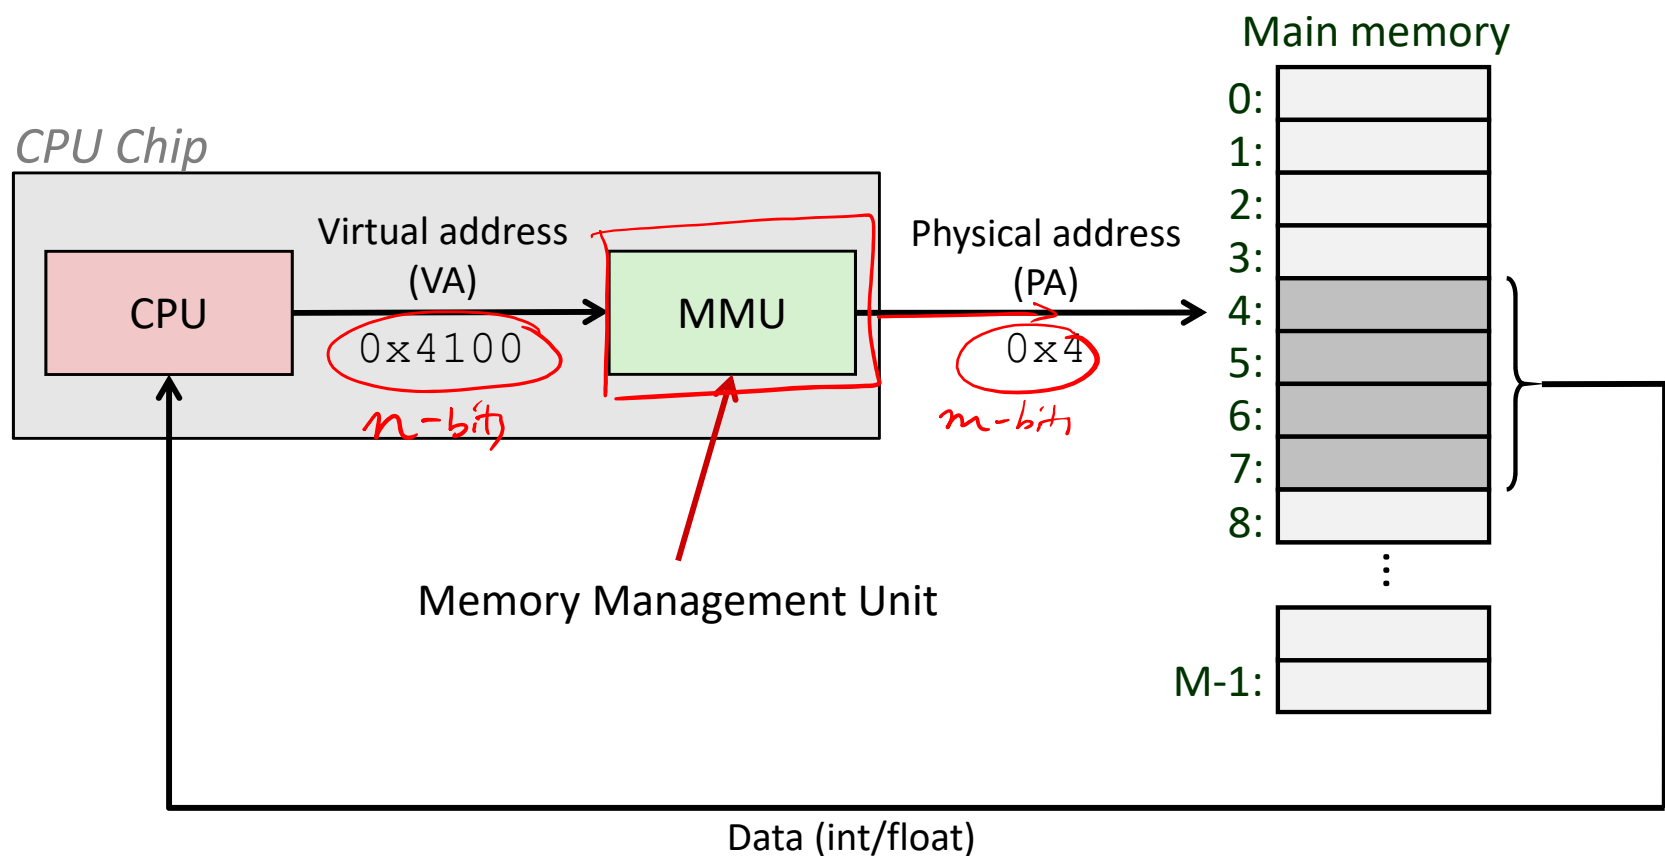 Main memory
0:
1:
CPU Chip
2:
Virtual address
(VA)
Physical address
(PA)
3:
CPU
MMU
4:
0x4100
0x4
5:
n-bits
m-bits
6:
7:
8:
Memory Management Unit
M-1:
Data (int/float)